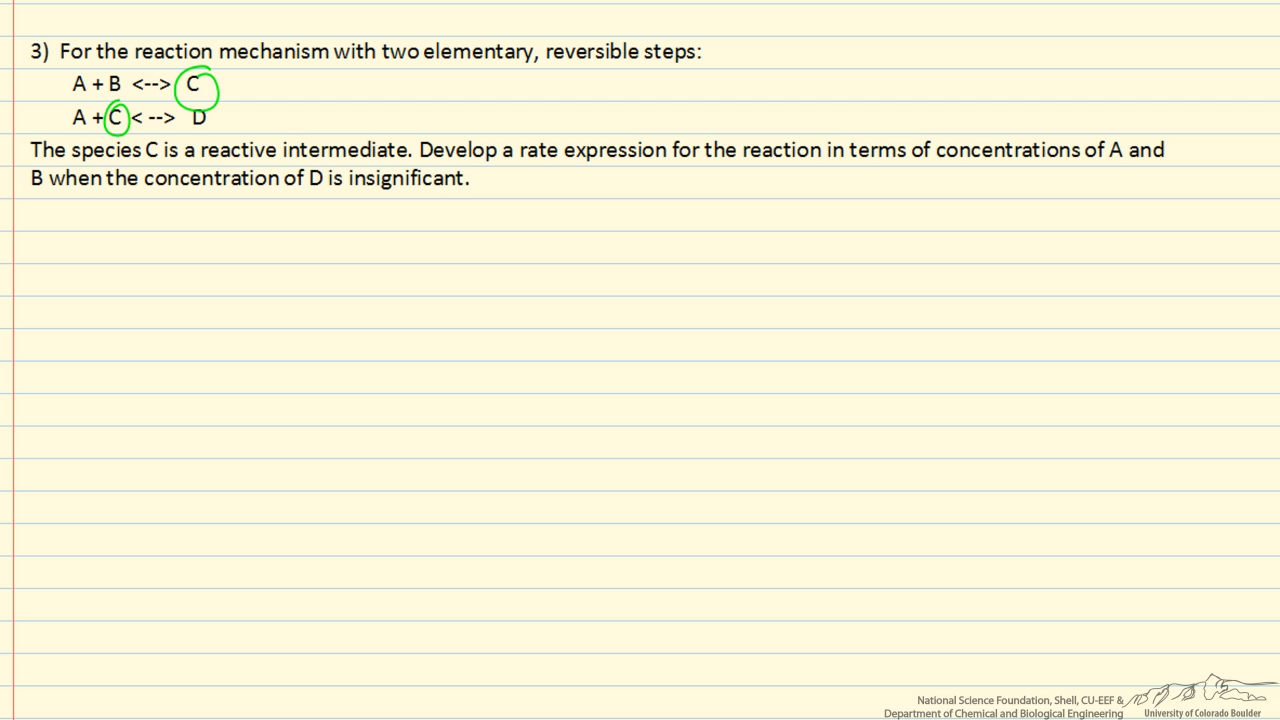 3) For the reaction mechanism with two elementary, reversible steps:
A + B <--> C
A + C < --> D
The species C is a reactive intermediate. Develop a rate expression for the reaction in terms of concentrations of A and
B when the concentration of D is insignificant.
National Science Foundation, Shell, CU-EEF &
Department of Chemical and Biological Engineering
University of Colorado Boulder